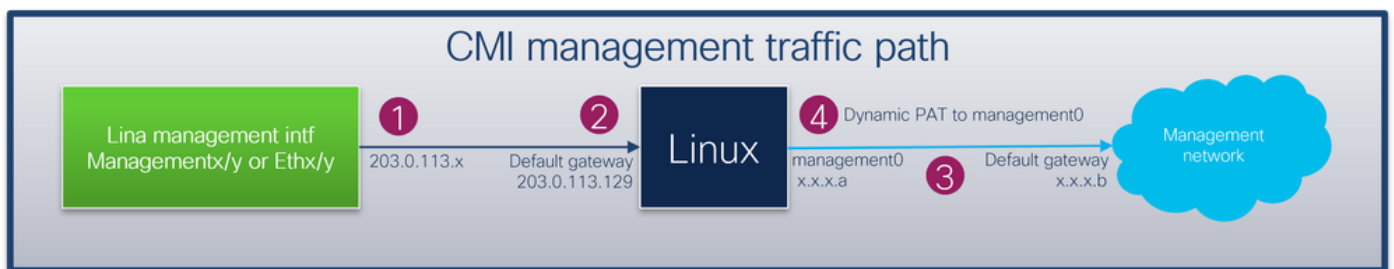 CMI management traffic path
Lina management intf
Managementx/y or Ethx/y
1
203.0.113.x
2
Default gateway
203.0.113.129
Linux
4
Dynamic PAT to management0
management0
x.x.x.a
3
Default gateway
x.x.x.b
Management
network